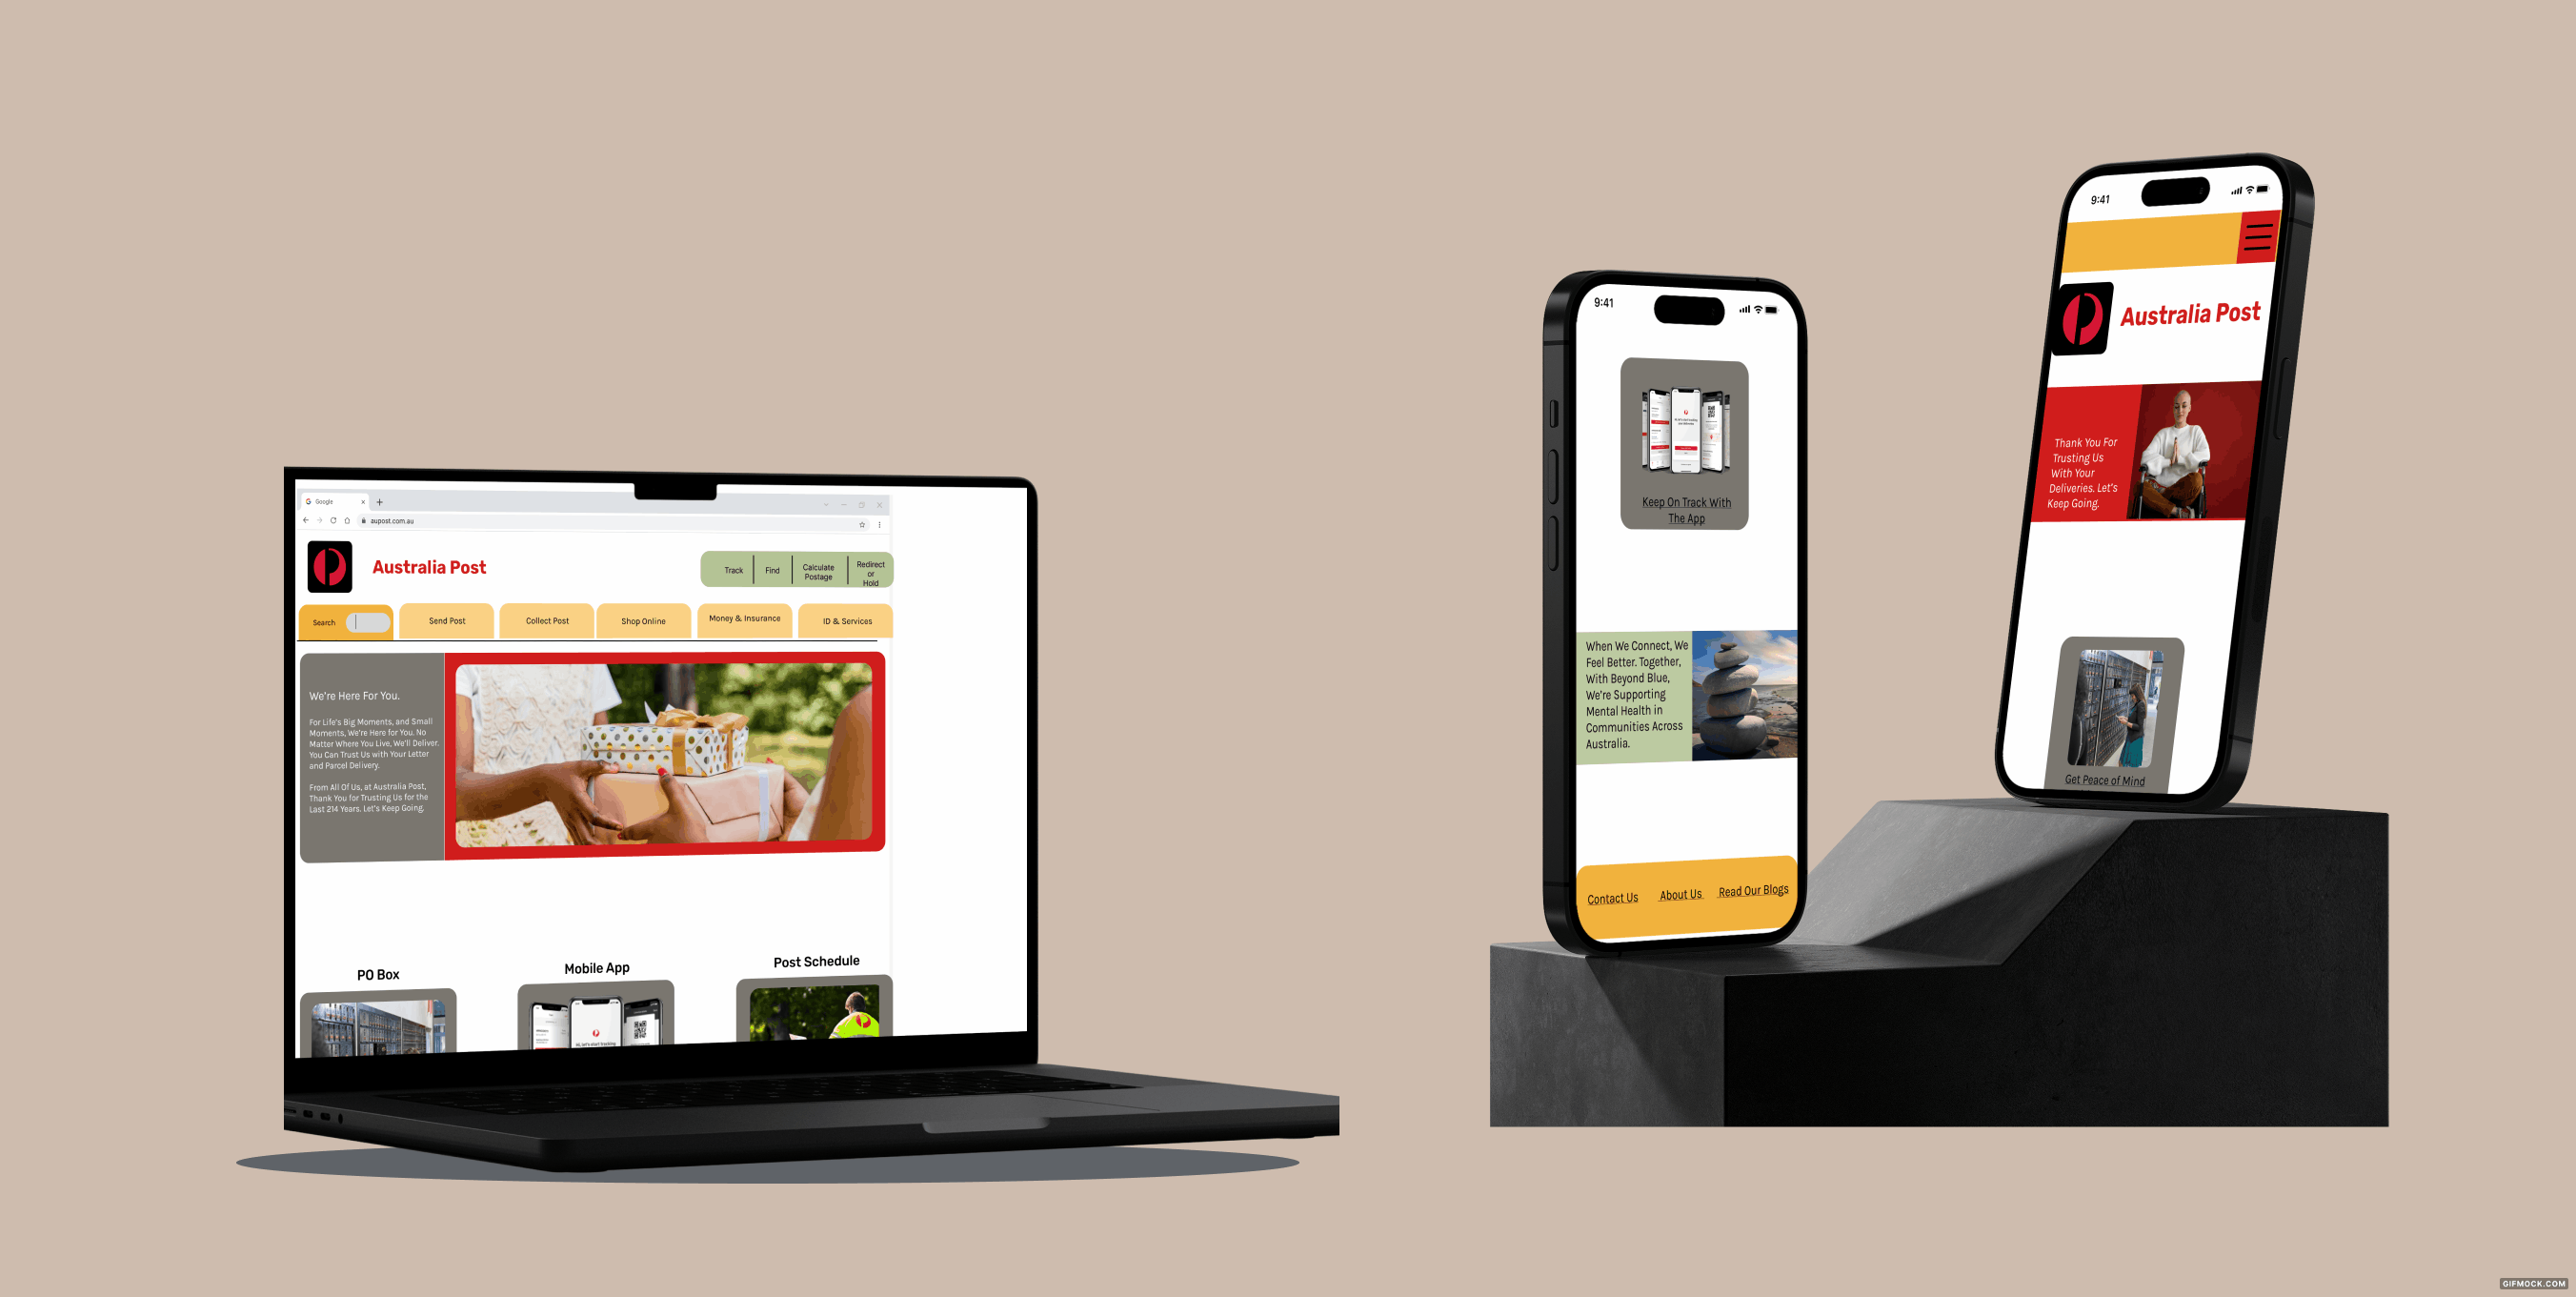 Google
aupost.com.au
Australia Post
Track
Find
Calculate
Postage
Redirect
or
Hold
Search
Send Post
Collect Post
Shop Online
Money & Insurance
ID & Services
We're Here For You.
For Life's Big Moments, and Small
Moments, We're Here for You. No
Matter Where You Live, We'll Deliver.
You Can Trust Us with Your Letter
and Parcel Delivery.
From All Of Us, at Australia Post,
Thank You for Trusting Us for the
Last 214 Years. Let's Keep Going.
PO Box
Mobile App
Post Schedule
9:41
Keep On Track With
The App
When We Connect, We
Feel Better. Together,
With Beyond Blue,
We're Supporting
Mental Health in
Communities Across
Australia.
Contact Us
About Us
Read Our Blogs
9:41
Australia Post
Thank You For
Trusting Us
With Your
Deliveries. Let's
Keep Going.
Get Peace of Mind
GIFMOCK.COM